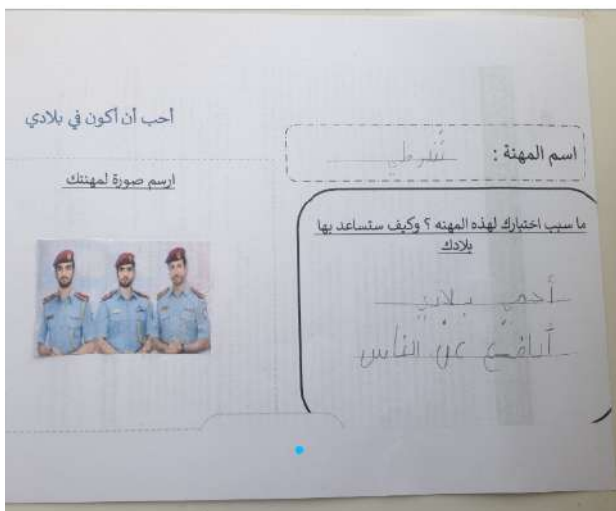 أحب أن أكون في بلادي
اسم المهنة : شرطي
ارسم صورة لمهنتك
ما سبب اختيارك لهذه المهنه ؟ وكيف ستساعد بها
بلادك
أحمي بلادي
أدافع عن الناس